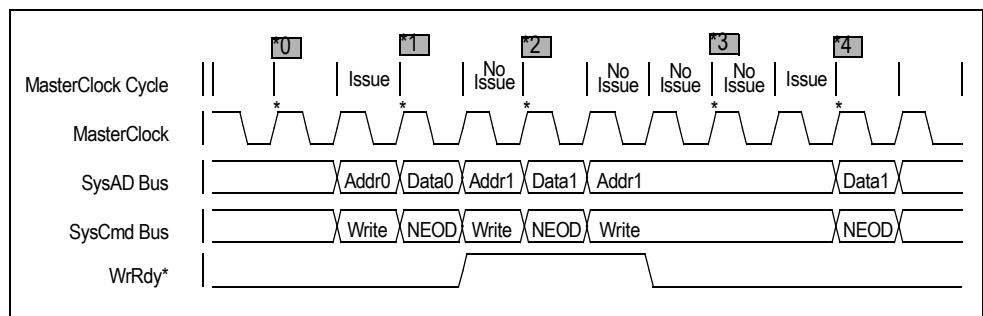 *0 *1 *2 *3 *4
MasterClock Cycle Issue No Issue No Issue No Issue No Issue Issue
* * * * *
MasterClock
SysAD Bus Addr0 Data0 Addr1 Data1 Addr1 Data1
SysCmd Bus Write NEOD Write NEOD Write NEOD
WrRdy*